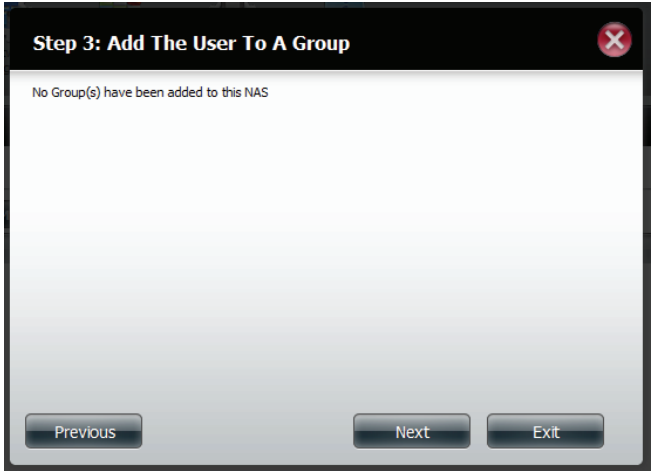 Step 3: Add The User To A Group
No Group(s) have been added to this NAS
Previous Next Exit